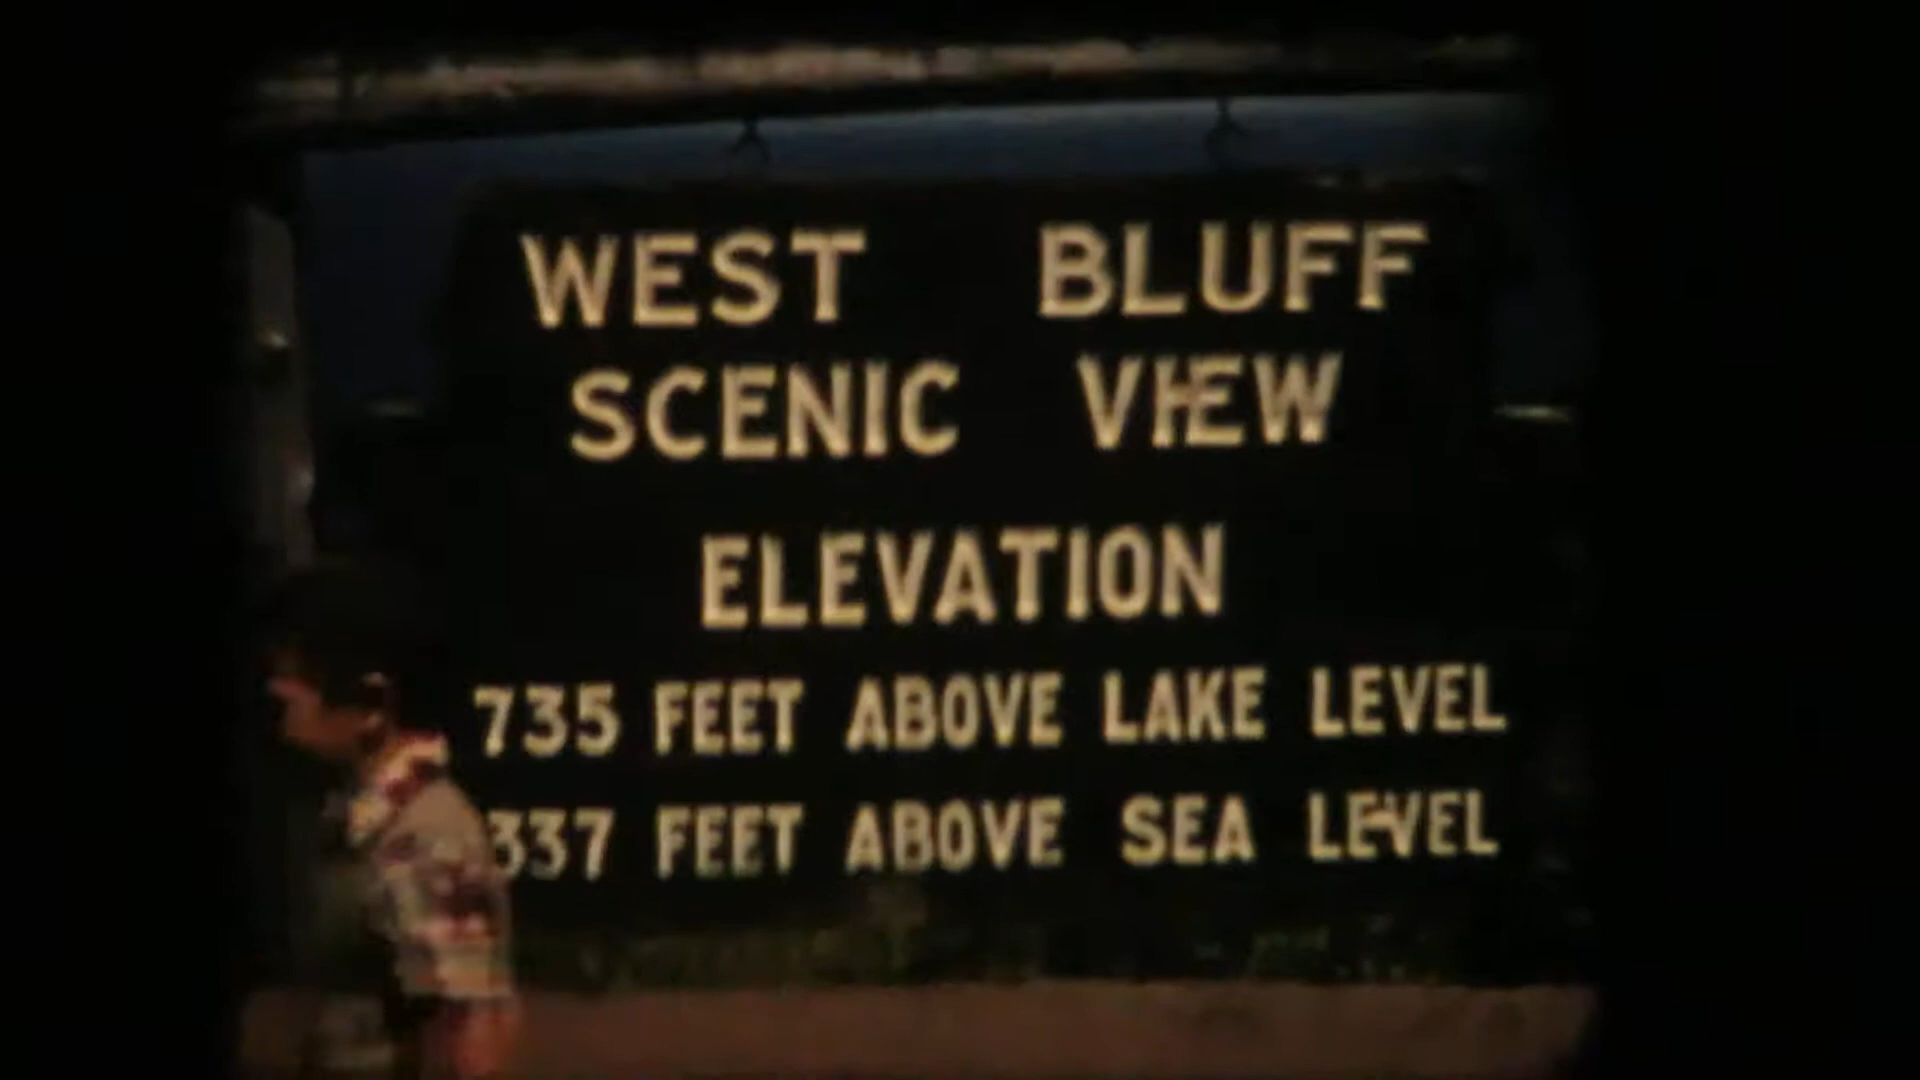 WEST BLUFF
SCENIC VIEW
ELEVATION
735 FEET ABOVE LAKE LEVEL
337 FEET ABOVE SEA LEVEL